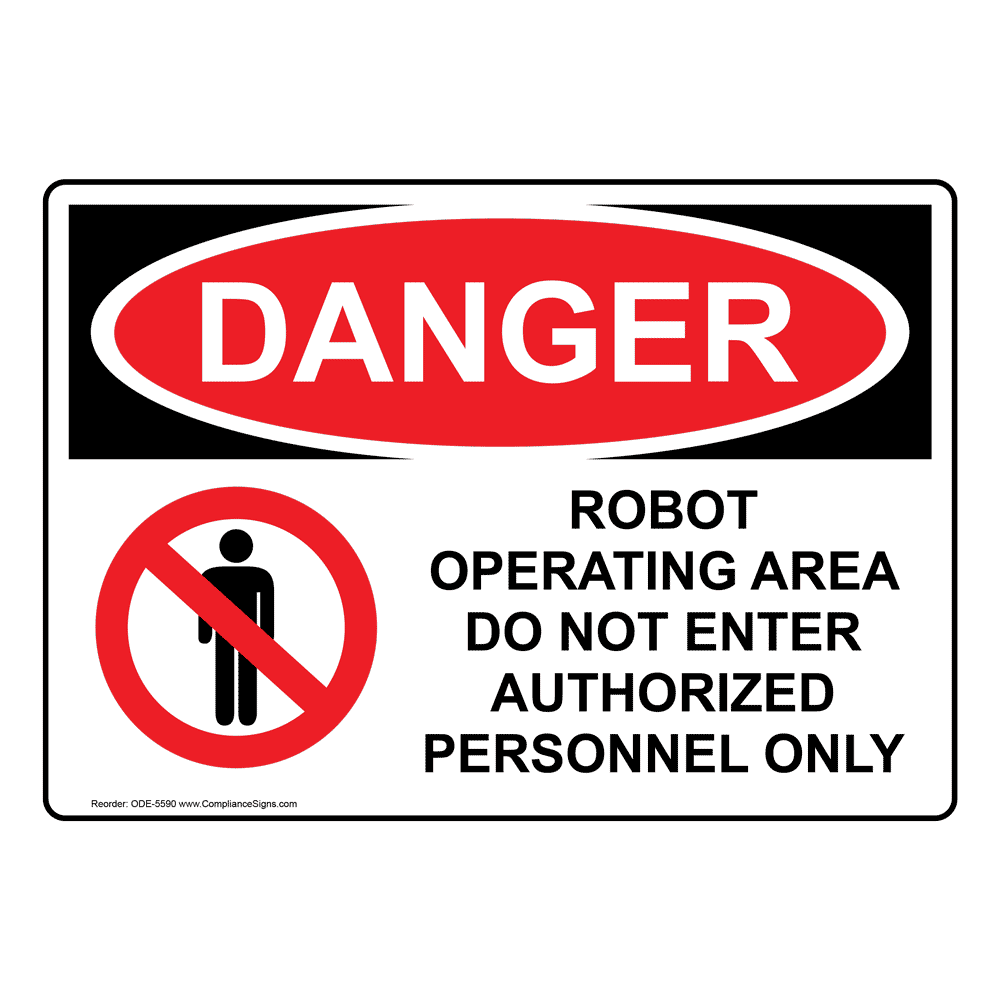 DANGER
ROBOT
OPERATING AREA
DO NOT ENTER
AUTHORIZED
PERSONNEL ONLY
Reorder: ODE-5590 www.ComplianceSigns.com